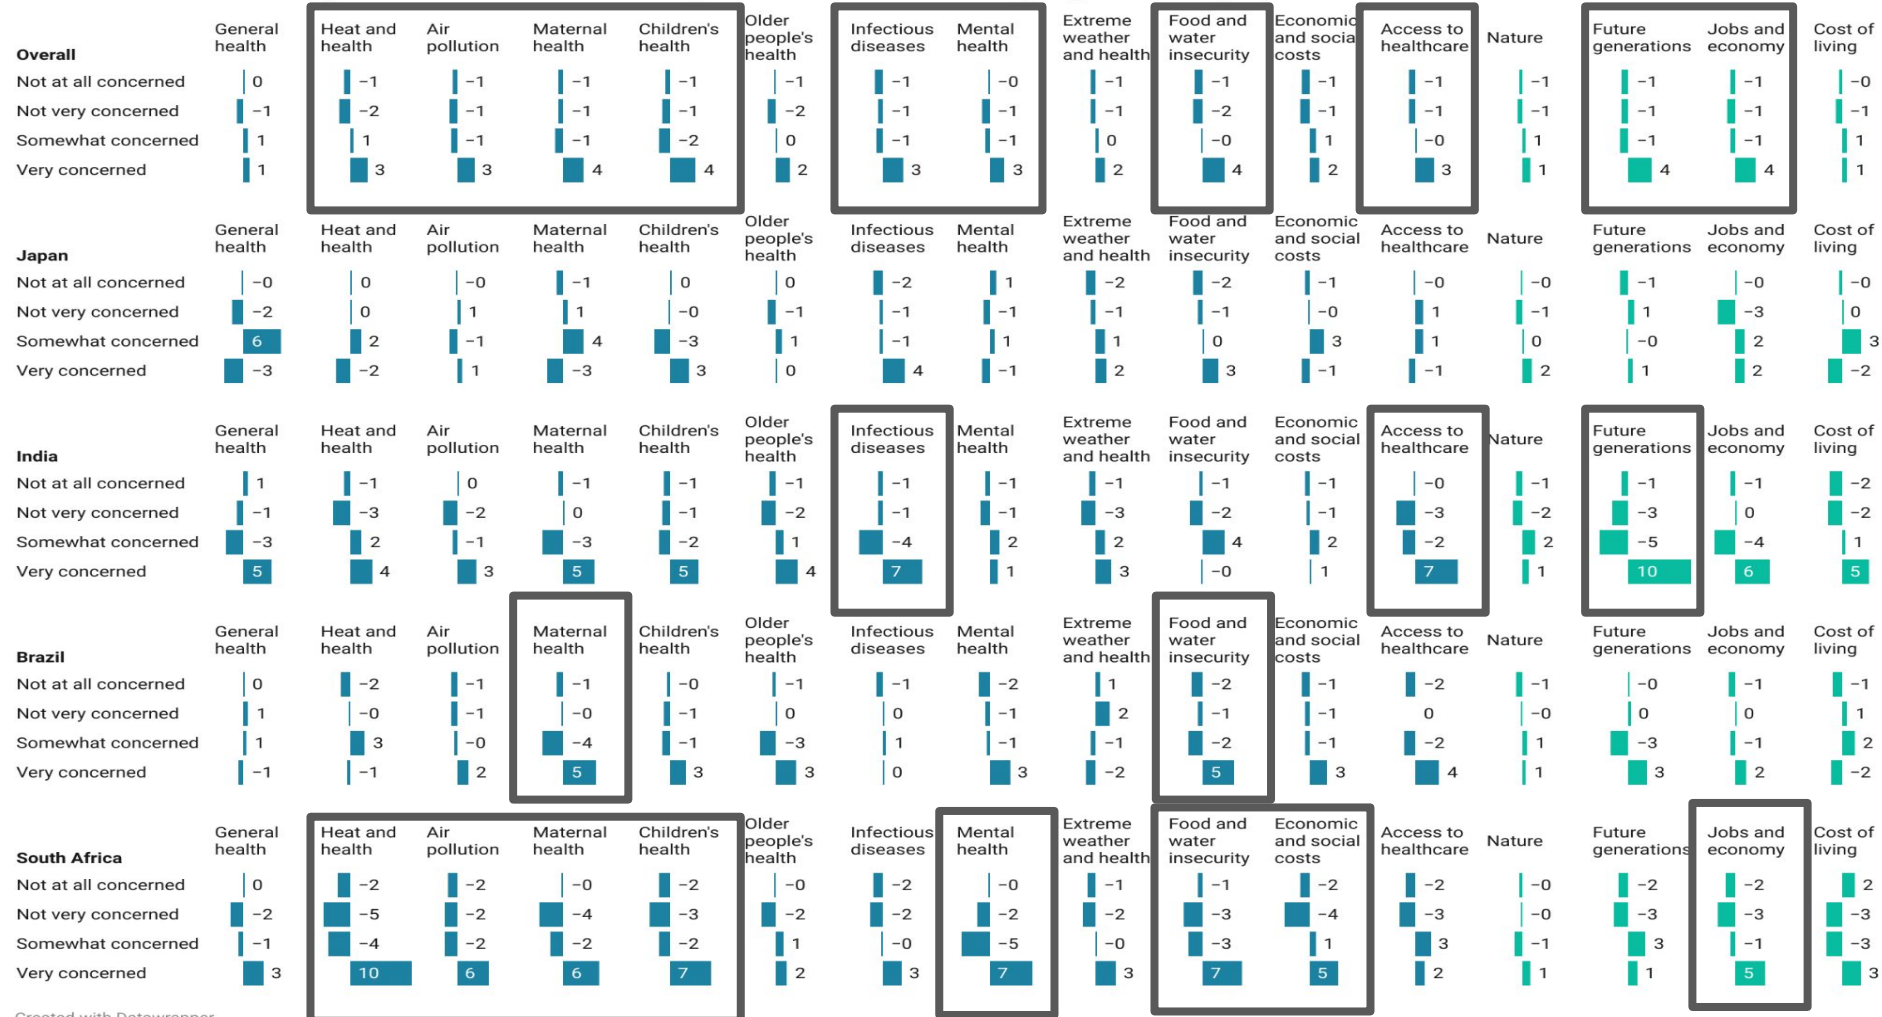 General health Heat and health Air pollution Maternal health Children's health Older people's health Infectious diseases Mental health Extreme weather and health Food and water insecurity Economic and social costs Access to healthcare Nature Future generations Jobs and economy Cost of living
Overall
Not at all concerned 0 −1 −1 −1 −1 −1 −1 −0 −1 −1 −1 −1 −1 −1 −1 −0
Not very concerned −1 −2 −1 −1 −1 −2 −1 −1 −1 −2 −1 −1 −1 −1 −1 −1
Somewhat concerned 1 1 −1 −1 −2 0 −1 −1 0 −0 1 −0 1 −1 −1 1
Very concerned 1 3 3 4 4 2 3 3 2 4 2 3 1 4 4 1
General health Heat and health Air pollution Maternal health Children's health Older people's health Infectious diseases Mental health Extreme weather and health Food and water insecurity Economic and social costs Access to healthcare Nature Future generations Jobs and economy Cost of living
Japan
Not at all concerned −0 0 −0 −1 0 0 −2 1 −2 −2 −1 −0 −0 −1 −0 −0
Not very concerned −2 0 1 1 −0 −1 −1 −1 −1 −1 −0 1 −1 1 −3 0
Somewhat concerned 6 2 −1 4 −3 1 −1 1 1 0 3 1 0 −0 2 3
Very concerned −3 −2 1 −3 3 0 4 −1 2 3 −1 −1 2 1 2 −2
General health Heat and health Air pollution Maternal health Children's health Older people's health Infectious diseases Mental health Extreme weather and health Food and water insecurity Economic and social costs Access to healthcare Nature Future generations Jobs and economy Cost of living
India
Not at all concerned 1 −1 0 −1 −1 −1 −1 −1 −1 −1 −1 −0 −1 −1 −1 −2
Not very concerned −1 −3 −2 0 −1 −2 −1 −1 −3 −2 −1 −3 −2 −3 0 −2
Somewhat concerned −3 2 −1 −3 −2 1 −4 2 2 4 2 −2 2 −5 −4 1
Very concerned 5 4 3 5 5 4 7 1 3 −0 1 7 1 10 6 5
General health Heat and health Air pollution Maternal health Children's health Older people's health Infectious diseases Mental health Extreme weather and health Food and water insecurity Economic and social costs Access to healthcare Nature Future generations Jobs and economy Cost of living
Brazil
Not at all concerned 0 −2 −1 −1 −0 −1 −1 −2 1 −2 −1 −2 −1 −0 −1 −1
Not very concerned 1 −0 −1 −0 −1 0 0 −1 2 −1 −1 0 −0 0 0 1
Somewhat concerned 1 3 −0 −4 −1 −3 1 −1 −1 −2 −1 −2 1 −3 −1 2
Very concerned −1 −1 2 5 3 3 0 3 −2 5 3 4 1 3 2 −2
General health Heat and health Air pollution Maternal health Children's health Older people's health Infectious diseases Mental health Extreme weather and health Food and water insecurity Economic and social costs Access to healthcare Nature Future generations Jobs and economy Cost of living
South Africa
Not at all concerned 0 −2 −2 −0 −2 −0 −2 −0 −1 −1 −2 −2 −0 −2 −2 2
Not very concerned −2 −5 −2 −4 −3 −2 −2 −2 −2 −3 −4 −3 −0 −3 −3 −3
Somewhat concerned −1 −4 −2 −2 −2 1 −0 −5 −0 −3 1 3 −1 3 −1 −3
Very concerned 3 10 6 6 7 2 3 7 3 7 5 2 1 1 5 3
Created with Datawrapper